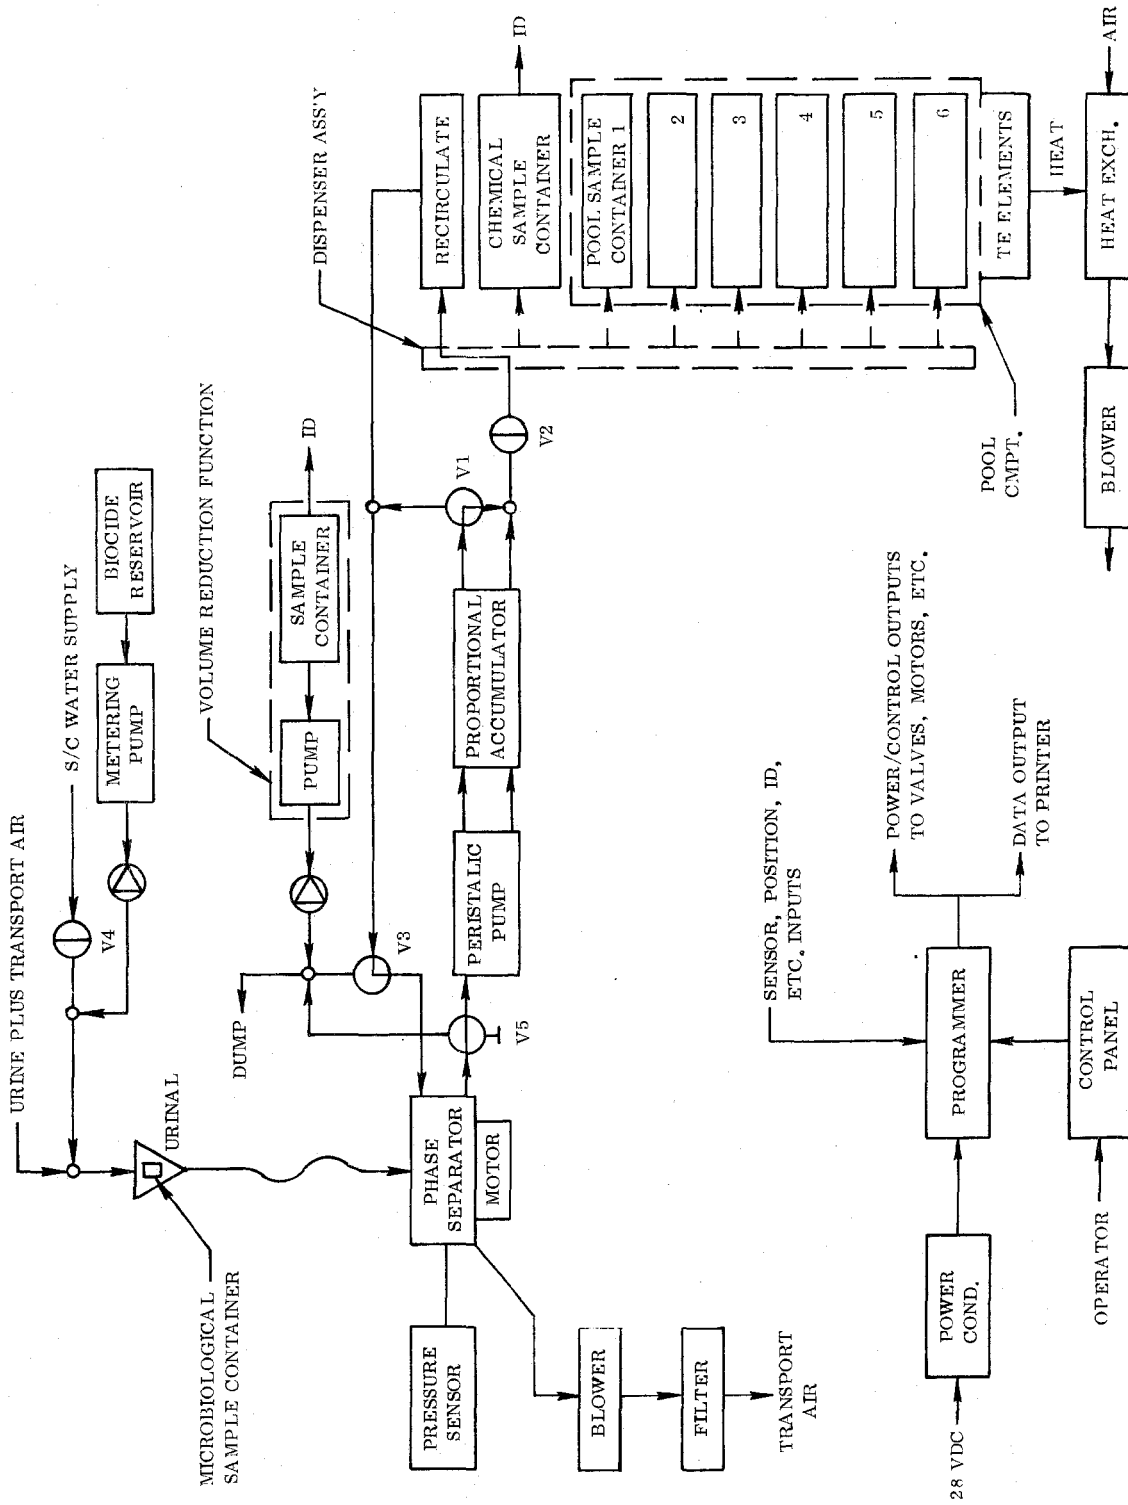 URINE PLUS TRANSPORT AIR
S/C WATER SUPPLY
V4
METERING
PUMP
BIOCIDE
RESERVOIR
MICROBIOLOGICAL
SAMPLE CONTAINER
URINAL
VOLUME REDUCTION FUNCTION
DUMP
PUMP
SAMPLE
CONTAINER
ID
V3
DISPENSER ASS'Y
PRESSURE
SENSOR
PHASE
SEPARATOR
MOTOR
V5
PERISTALIC
PUMP
PROPORTIONAL
ACCUMULATOR
V1
V2
RECIRCULATE
CHEMICAL
SAMPLE
CONTAINER
ID
POOL SAMPLE
CONTAINER 1
2
3
4
5
6
TE ELEMENTS
POOL
CMPT.
HEAT
BLOWER
HEAT EXCH.
AIR
BLOWER
FILTER
TRANSPORT
AIR
SENSOR, POSITION, ID,
ETC. INPUTS
POWER/CONTROL OUTPUTS
TO VALVES, MOTORS, ETC.
28 VDC
POWER
COND.
PROGRAMMER
DATA OUTPUT
TO PRINTER
OPERATOR
CONTROL
PANEL